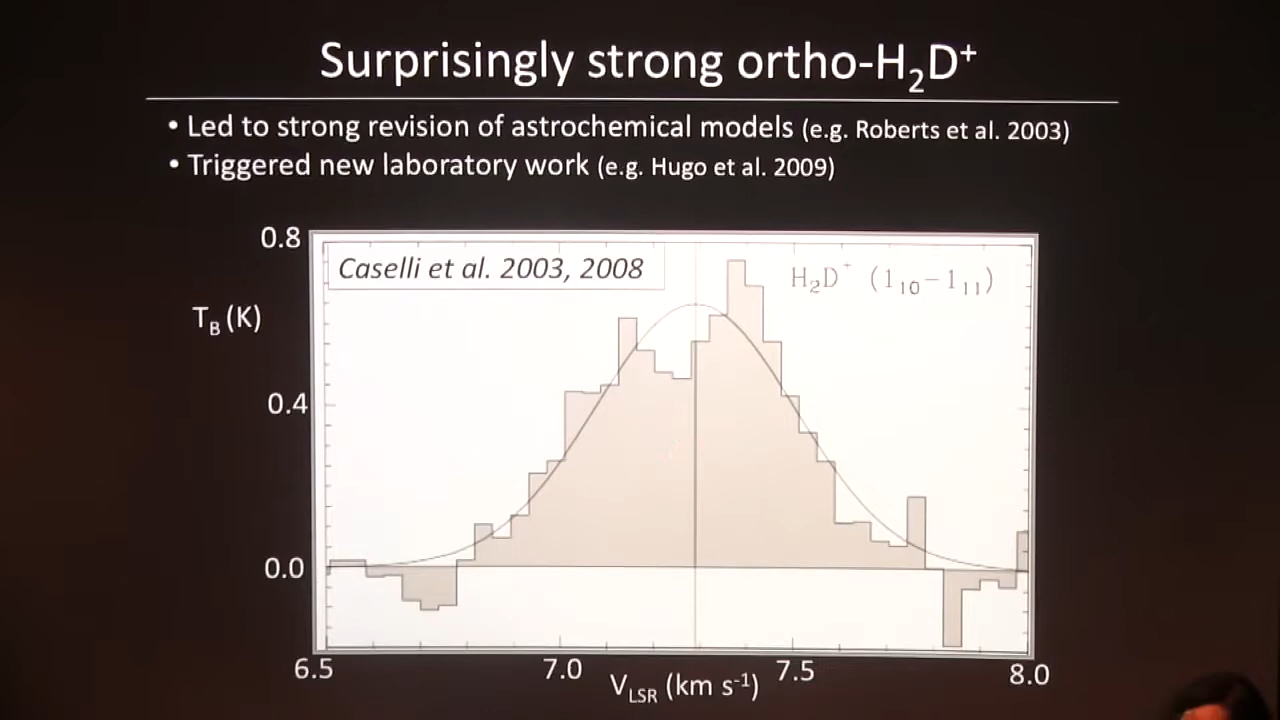 Surprisingly strong ortho-H₂D⁺
• Led to strong revision of astrochemical models (e.g. Roberts et al. 2003)
• Triggered new laboratory work (e.g. Hugo et al. 2009)
0.8
Caselli et al. 2003, 2008
H₂D⁺ (1₁₀−1₁₁)
T_B (K)
0.4
0.0
6.5
7.0
7.5
8.0
V_LSR (km s⁻¹)